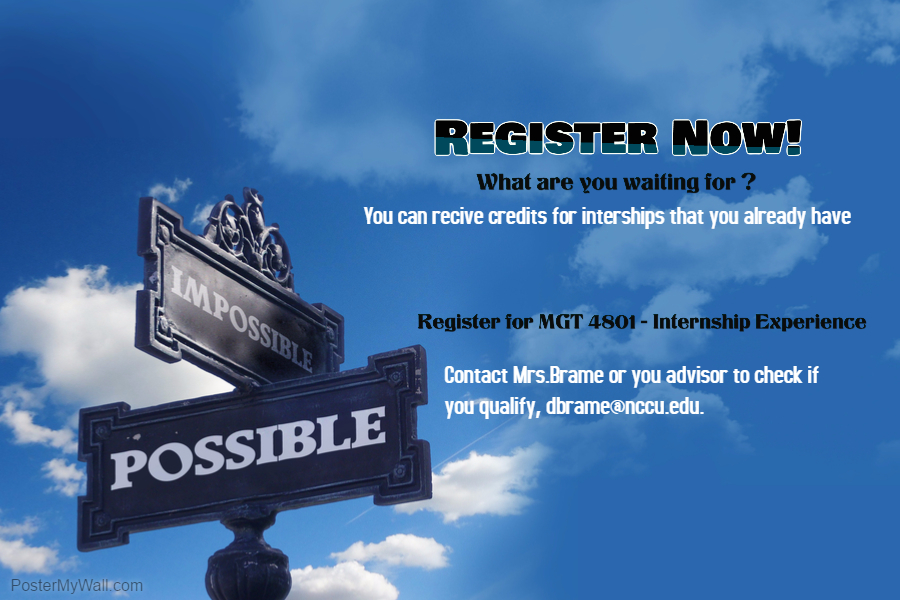 Register Now!
What are you waiting for ?
You can recive credits for interships that you already have
IMPOSSIBLE
Register for MGT 4801 - Internship Experience
POSSIBLE
Contact Mrs.Brame or you advisor to check if
you qualify, dbrame@nccu.edu.
PosterMyWall.com